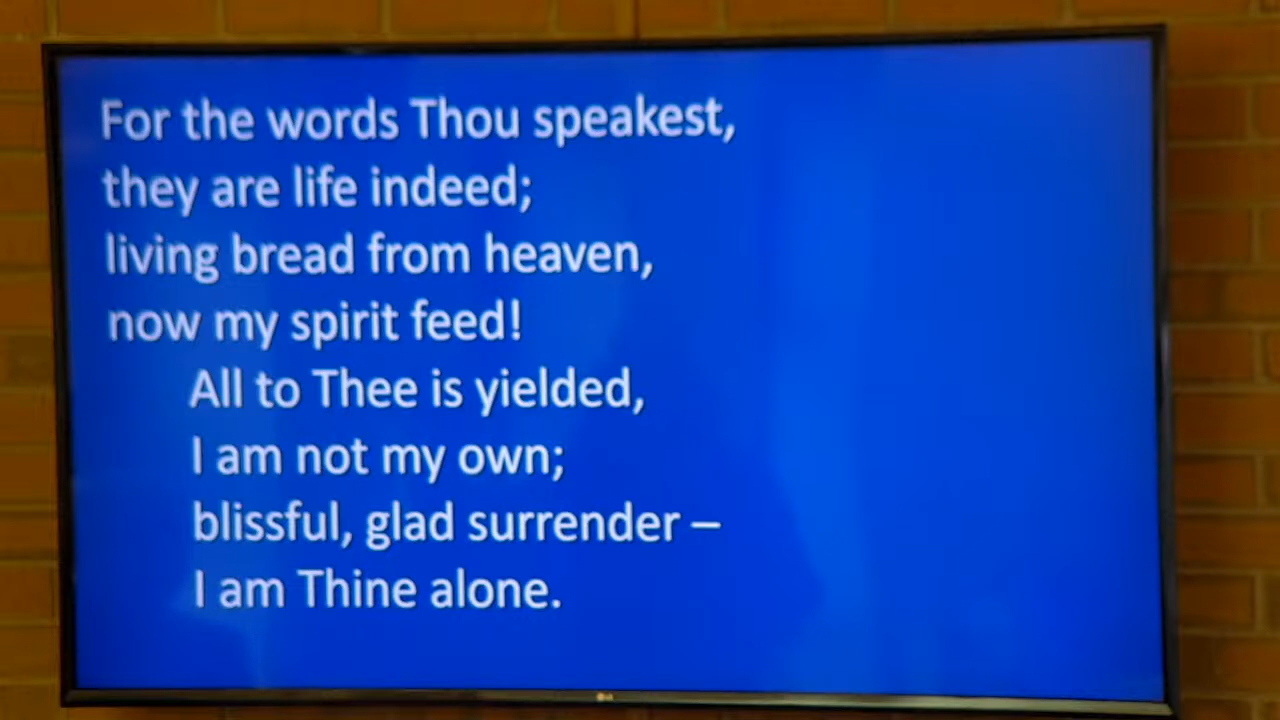 For the words Thou speakest,
they are life indeed;
living bread from heaven,
now my spirit feed!
All to Thee is yielded,
I am not my own;
blissful, glad surrender –
I am Thine alone.